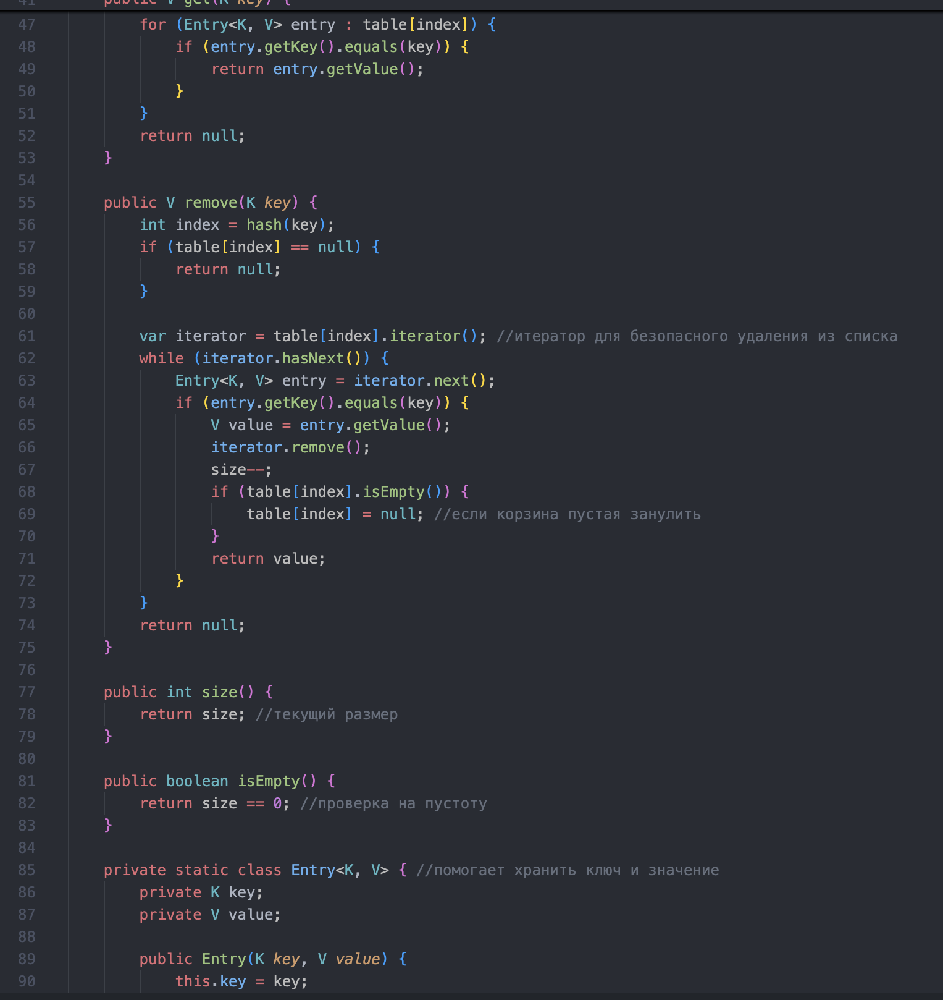 41 public V get(K key) {
47 for (Entry<K, V> entry : table[index]) {
48 if (entry.getKey().equals(key)) {
49 return entry.getValue();
50 }
51 }
52 return null;
53 }
54
55 public V remove(K key) {
56 int index = hash(key);
57 if (table[index] == null) {
58 return null;
59 }
60
61 var iterator = table[index].iterator(); //итератор для безопасного удаления из списка
62 while (iterator.hasNext()) {
63 Entry<K, V> entry = iterator.next();
64 if (entry.getKey().equals(key)) {
65 V value = entry.getValue();
66 iterator.remove();
67 size--;
68 if (table[index].isEmpty()) {
69 table[index] = null; //если корзина пустая занулить
70 }
71 return value;
72 }
73 }
74 return null;
75 }
76
77 public int size() {
78 return size; //текущий размер
79 }
80
81 public boolean isEmpty() {
82 return size == 0; //проверка на пустоту
83 }
84
85 private static class Entry<K, V> { //помогает хранить ключ и значение
86 private K key;
87 private V value;
88
89 public Entry(K key, V value) {
90 this.key = key;